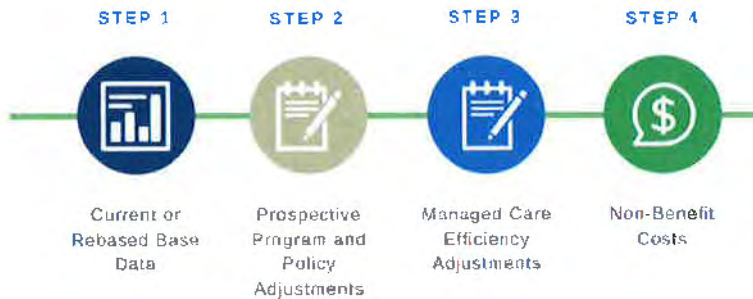 STEP 1
STEP 2
STEP 3
STEP 4
$
Current or
Rebased Base
Data
Prospective
Program and
Policy
Adjustments
Managed Care
Efficiency
Adjustments
Non-Benefit
Costs